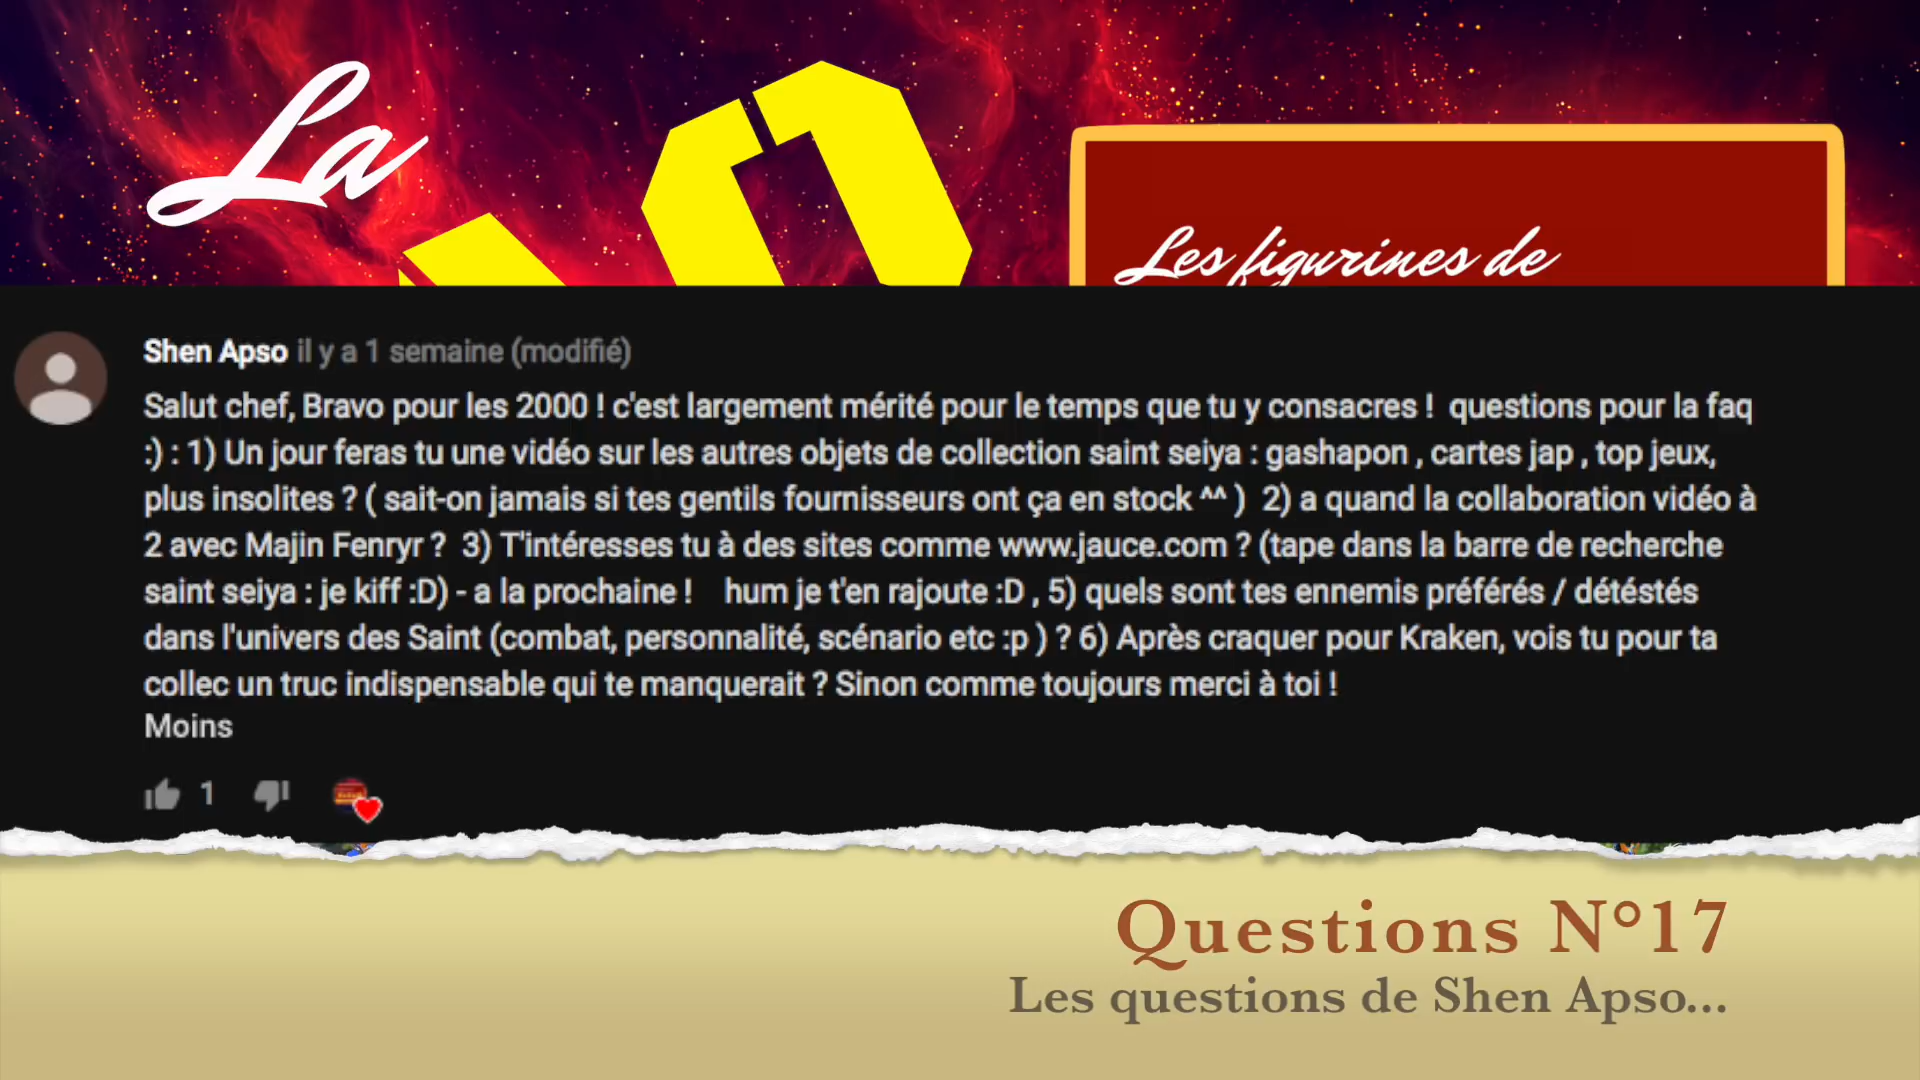 La
Les figurines de
Shen Apso il y a 1 semaine (modifié)
Salut chef, Bravo pour les 2000 ! c'est largement mérité pour le temps que tu y consacres !  questions pour la faq
:) : 1) Un jour feras tu une vidéo sur les autres objets de collection saint seiya : gashapon , cartes jap , top jeux,
plus insolites ? ( sait-on jamais si tes gentils fournisseurs ont ça en stock ^^ )  2) a quand la collaboration vidéo à
2 avec Majin Fenryr ?  3) T'intéresses tu à des sites comme www.jauce.com ? (tape dans la barre de recherche
saint seiya : je kiff :D) - a la prochaine !    hum je t'en rajoute :D , 5) quels sont tes ennemis préférés / détéstés
dans l'univers des Saint (combat, personnalité, scénario etc :p ) ? 6) Après craquer pour Kraken, vois tu pour ta
collec un truc indispensable qui te manquerait ? Sinon comme toujours merci à toi !
Moins
1
Questions N°17
Les questions de Shen Apso...